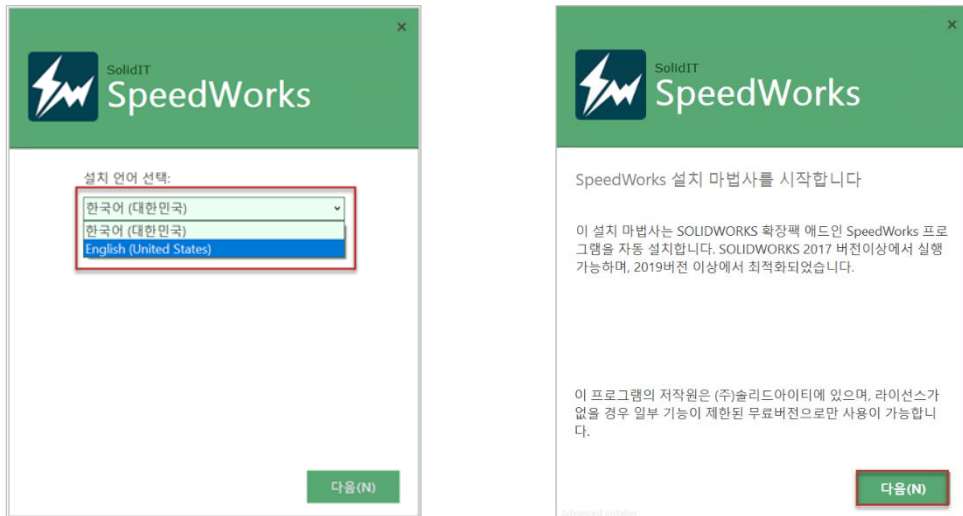 SolidIT
SpeedWorks
설치 언어 선택:
한국어 (대한민국)
한국어 (대한민국)
English (United States)
다음(N)
SolidIT
SpeedWorks
SpeedWorks 설치 마법사를 시작합니다
이 설치 마법사는 SOLIDWORKS 확장팩 애드인 SpeedWorks 프로
그램을 자동 설치합니다. SOLIDWORKS 2017 버전이상에서 실행
가능하며, 2019버전 이상에서 최적화되었습니다.
이 프로그램의 저작원은 (주)솔리드아이티에 있으며, 라이선스가
없을 경우 일부 기능이 제한된 무료버전으로만 사용이 가능합니
다.
다음(N)
Advanced Installer